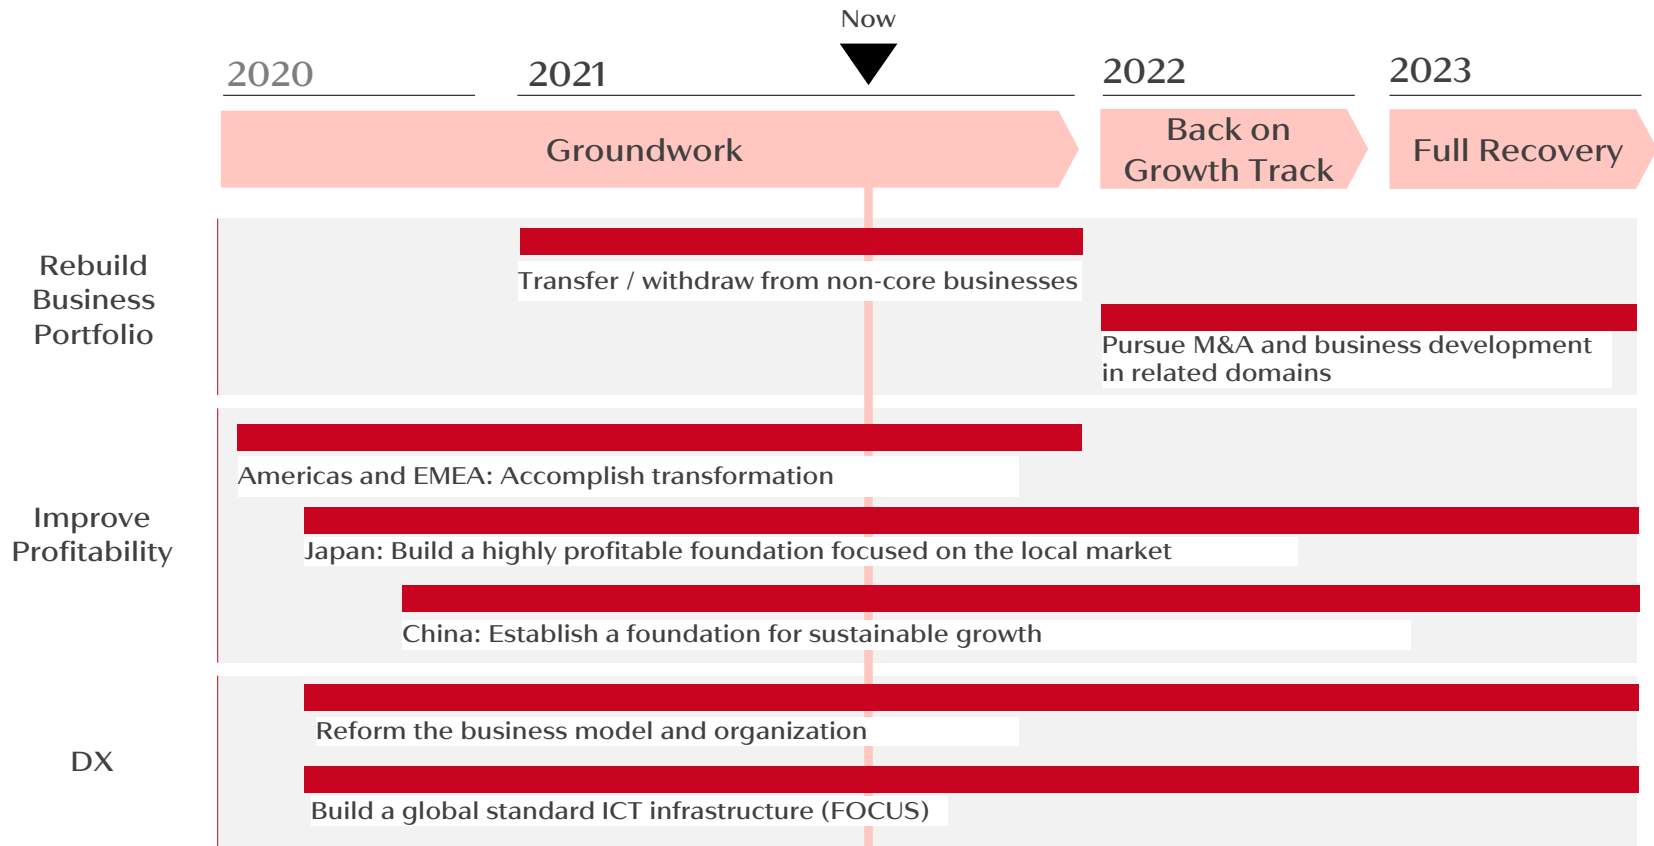 Now
2020
2021
2022
2023
Groundwork
Back on
Growth Track
Full Recovery
Rebuild
Business
Portfolio
Transfer / withdraw from non-core businesses
Pursue M&A and business development
in related domains
Improve
Profitability
Americas and EMEA: Accomplish transformation
Japan: Build a highly profitable foundation focused on the local market
China: Establish a foundation for sustainable growth
DX
Reform the business model and organization
Build a global standard ICT infrastructure (FOCUS)